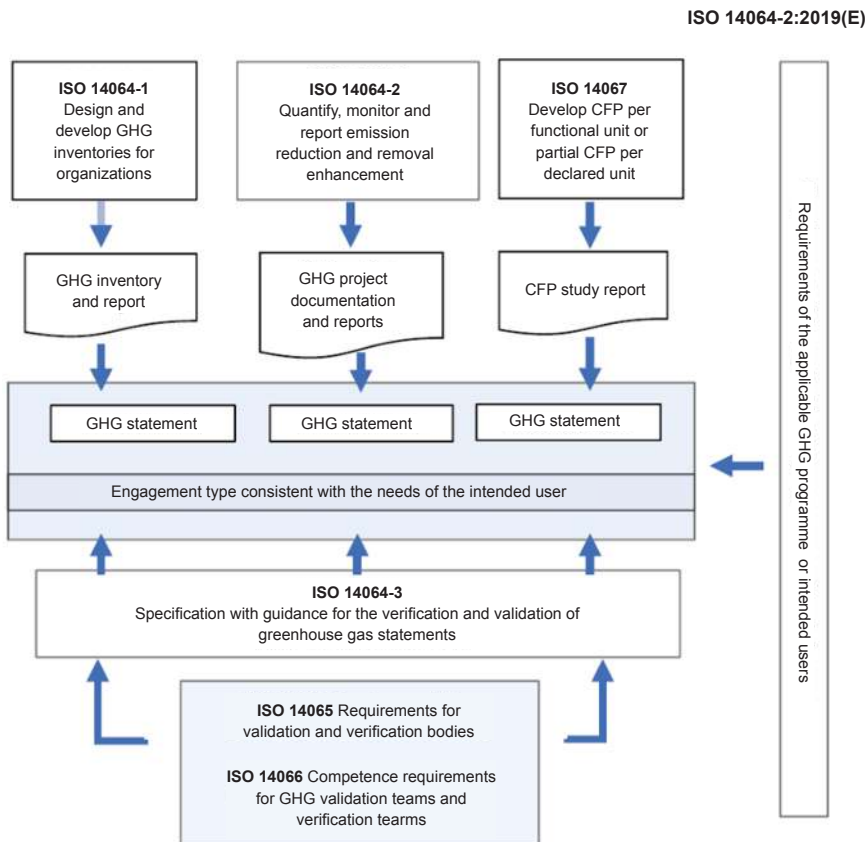 ISO 14064-2:2019(E)
ISO 14064-1
Design and
develop GHG
inventories for
organizations
ISO 14064-2
Quantify, monitor and
report emission
reduction and removal
enhancement
ISO 14067
Develop CFP per
functional unit or
partial CFP per
declared unit
GHG inventory
and report
GHG project
documentation
and reports
CFP study report
GHG statement
GHG statement
GHG statement
Engagement type consistent with the needs of the intended user
ISO 14064-3
Specification with guidance for the verification and validation of
greenhouse gas statements
ISO 14065 Requirements for
validation and verification bodies
ISO 14066 Competence requirements
for GHG validation teams and
verification tearms
Requirements of the applicable GHG programme or intended users